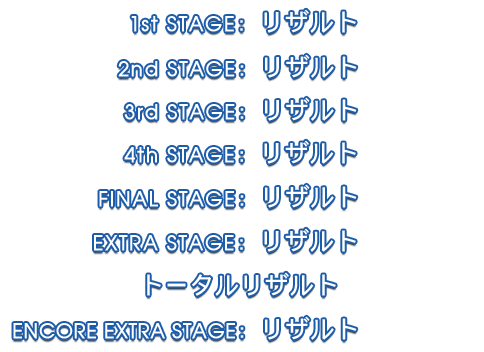 1st STAGE: リザルト
2nd STAGE: リザルト
3rd STAGE: リザルト
4th STAGE: リザルト
FINAL STAGE: リザルト
EXTRA STAGE: リザルト
トータルリザルト
ENCORE EXTRA STAGE: リザルト